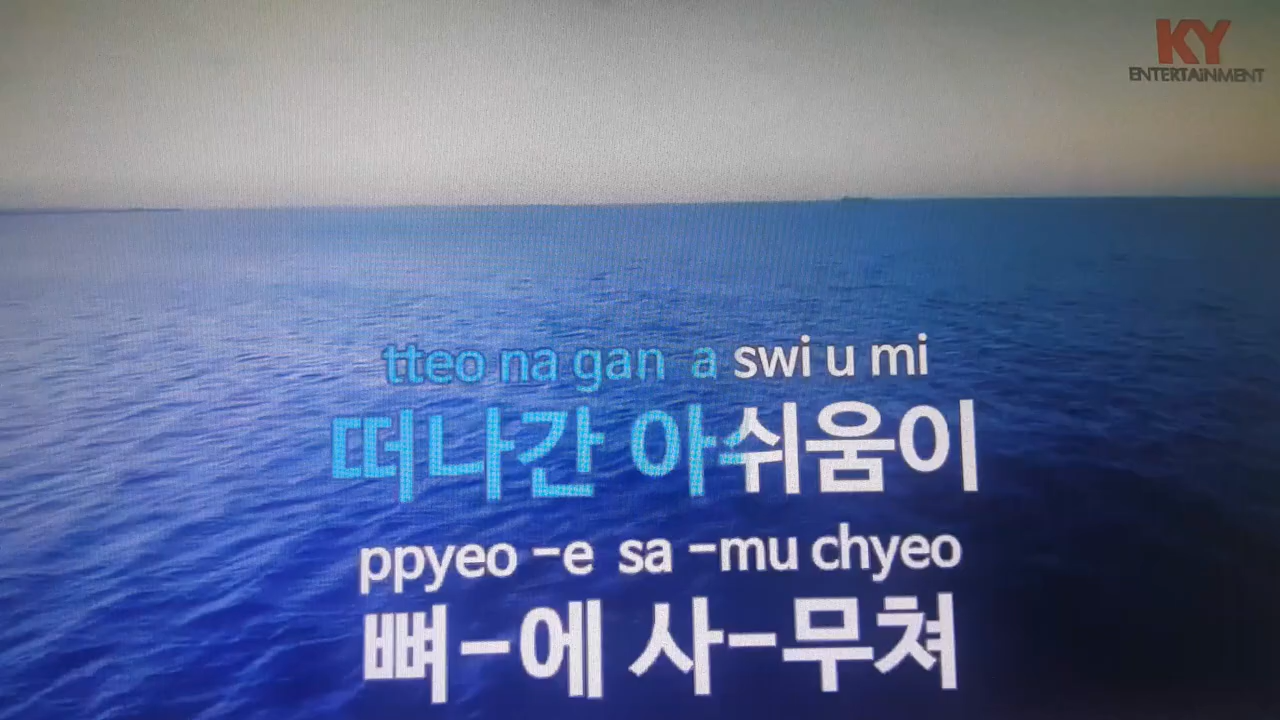 KY
ENTERTAiNMENT
tteo na gan a swi u mi
떠나간 아쉬움이
ppyeo -e sa -mu chyeo
뼈-에 사-무쳐